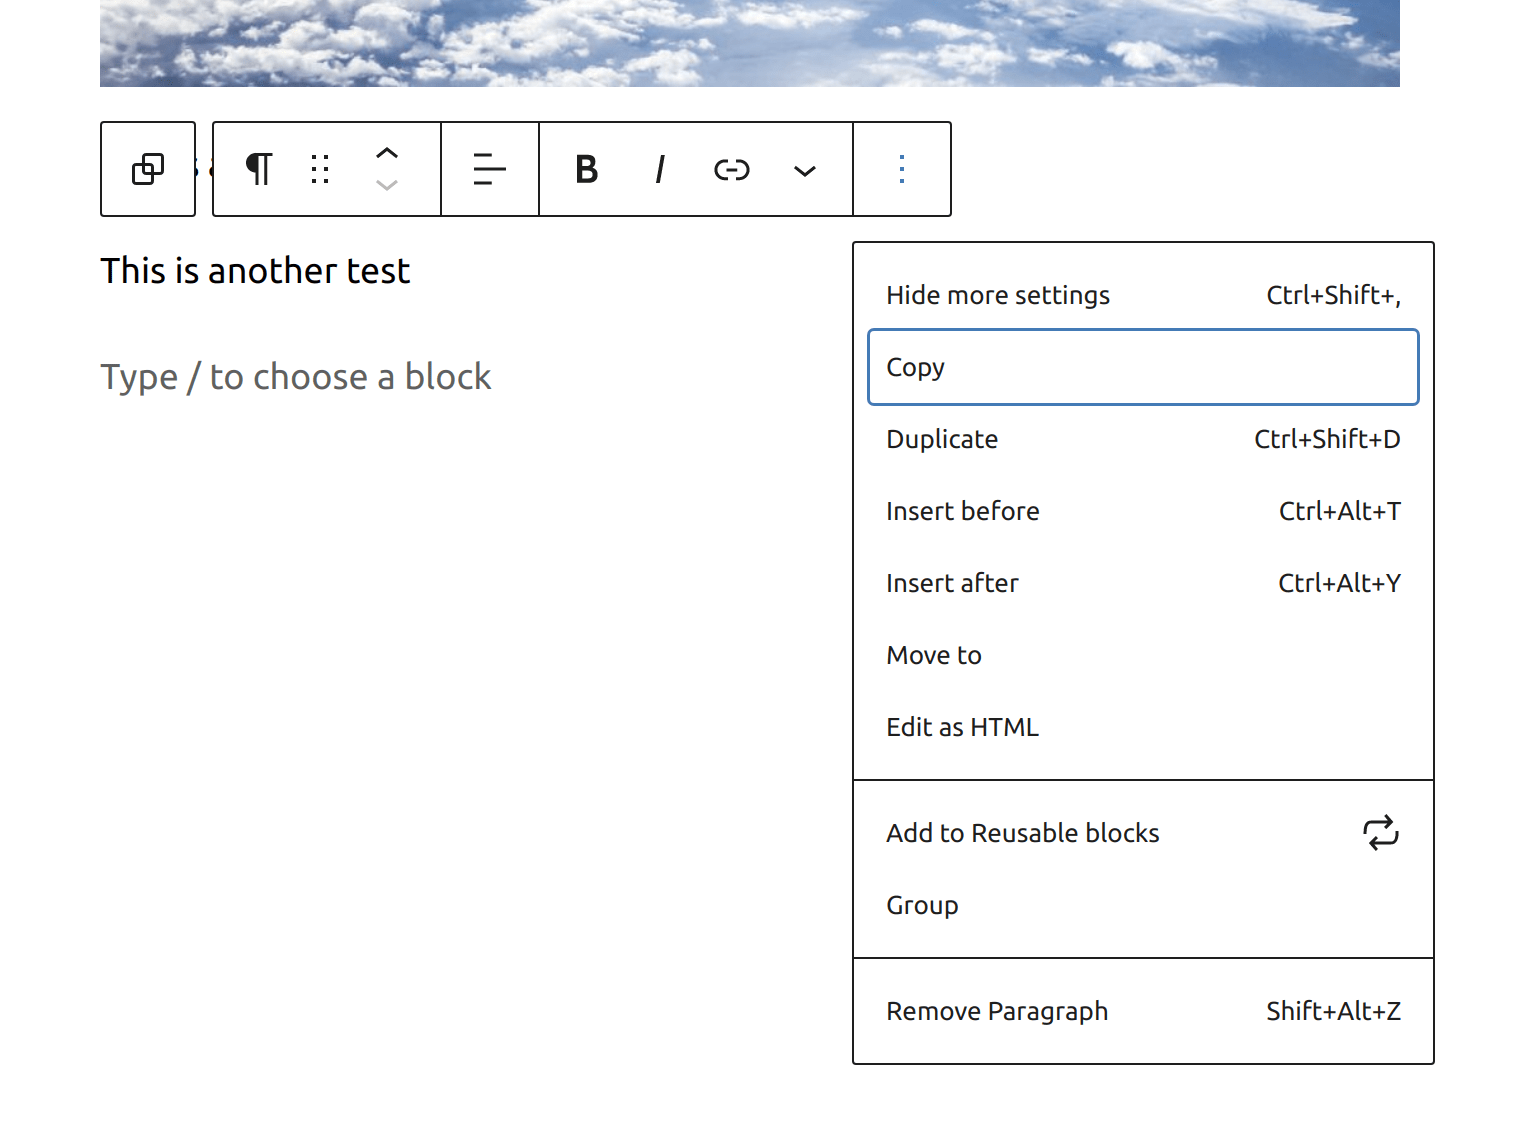 B I
This is another test
Type / to choose a block
Hide more settings Ctrl+Shift+,
Copy
Duplicate Ctrl+Shift+D
Insert before Ctrl+Alt+T
Insert after Ctrl+Alt+Y
Move to
Edit as HTML
Add to Reusable blocks
Group
Remove Paragraph Shift+Alt+Z